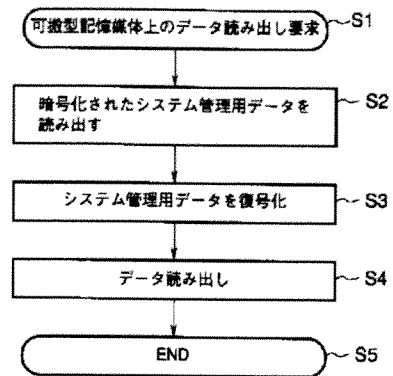 可搬型記憶媒体上のデータ読み出し要求 S1
暗号化されたシステム管理用データを S2
読み出す
システム管理用データを復号化 S3
データ読み出し S4
END S5